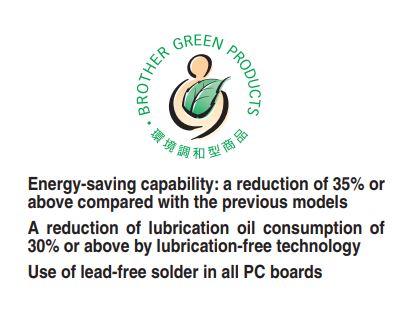 BROTHER GREEN PRODUCTS
・環境調和型商品
Energy-saving capability: a reduction of 35% or
above compared with the previous models
A reduction of lubrication oil consumption of
30% or above by lubrication-free technology
Use of lead-free solder in all PC boards